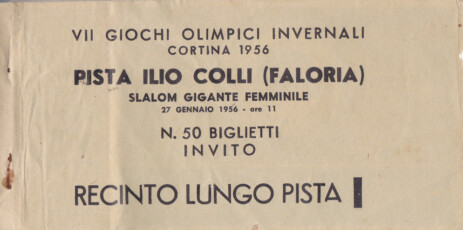 VII GIOCHI OLIMPICI INVERNALI
CORTINA 1956
PISTA ILIO COLLI (FALORIA)
SLALOM GIGANTE FEMMINILE
27 GENNAIO 1956 - ore 11
N. 50 BIGLIETTI
INVITO
RECINTO LUNGO PISTA I